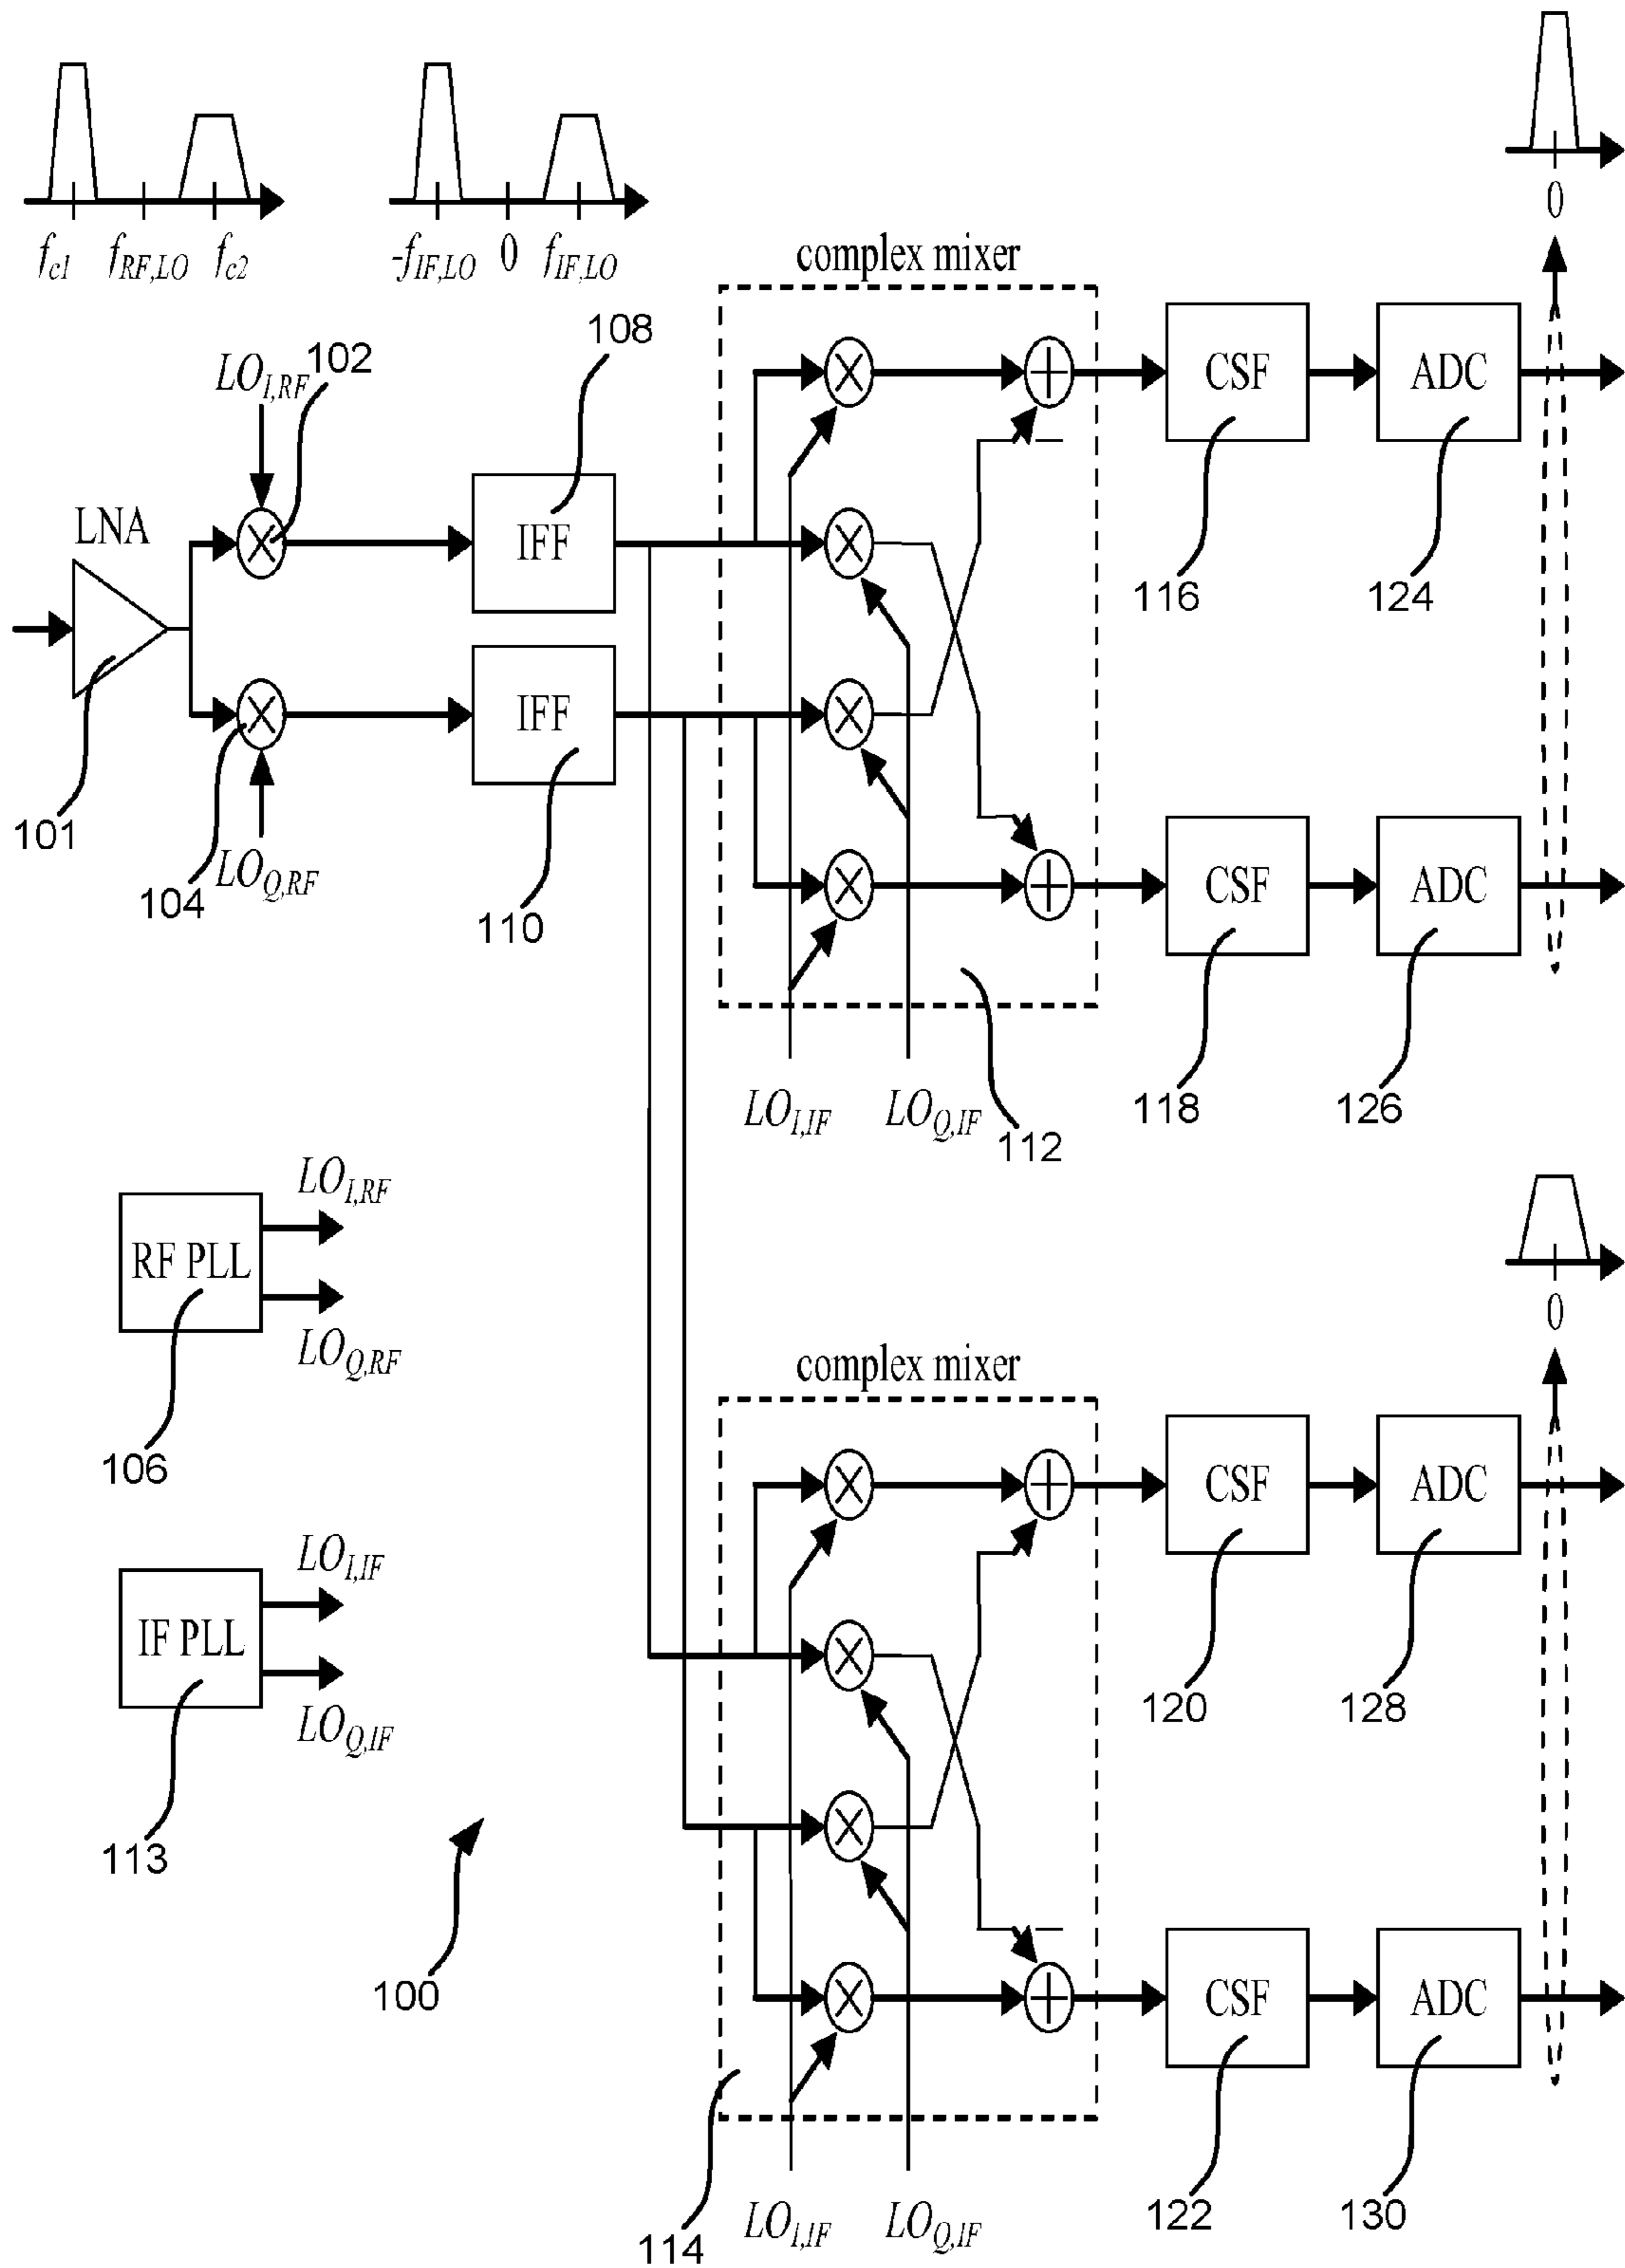 0
f_c1 f_RF,LO f_c2
-f_IF,LO 0 f_IF,LO
complex mixer
108
LO_I,RF 102
CSF
ADC
LNA
IFF
116
124
IFF
101
LO_Q,RF
104
110
CSF
ADC
LO_I,IF
LO_Q,IF
112
118
126
LO_I,RF
RF PLL
LO_Q,RF
0
complex mixer
106
CSF
ADC
LO_I,IF
IF PLL
LO_Q,IF
120
128
113
100
CSF
ADC
114
LO_I,IF
LO_Q,IF
122
130